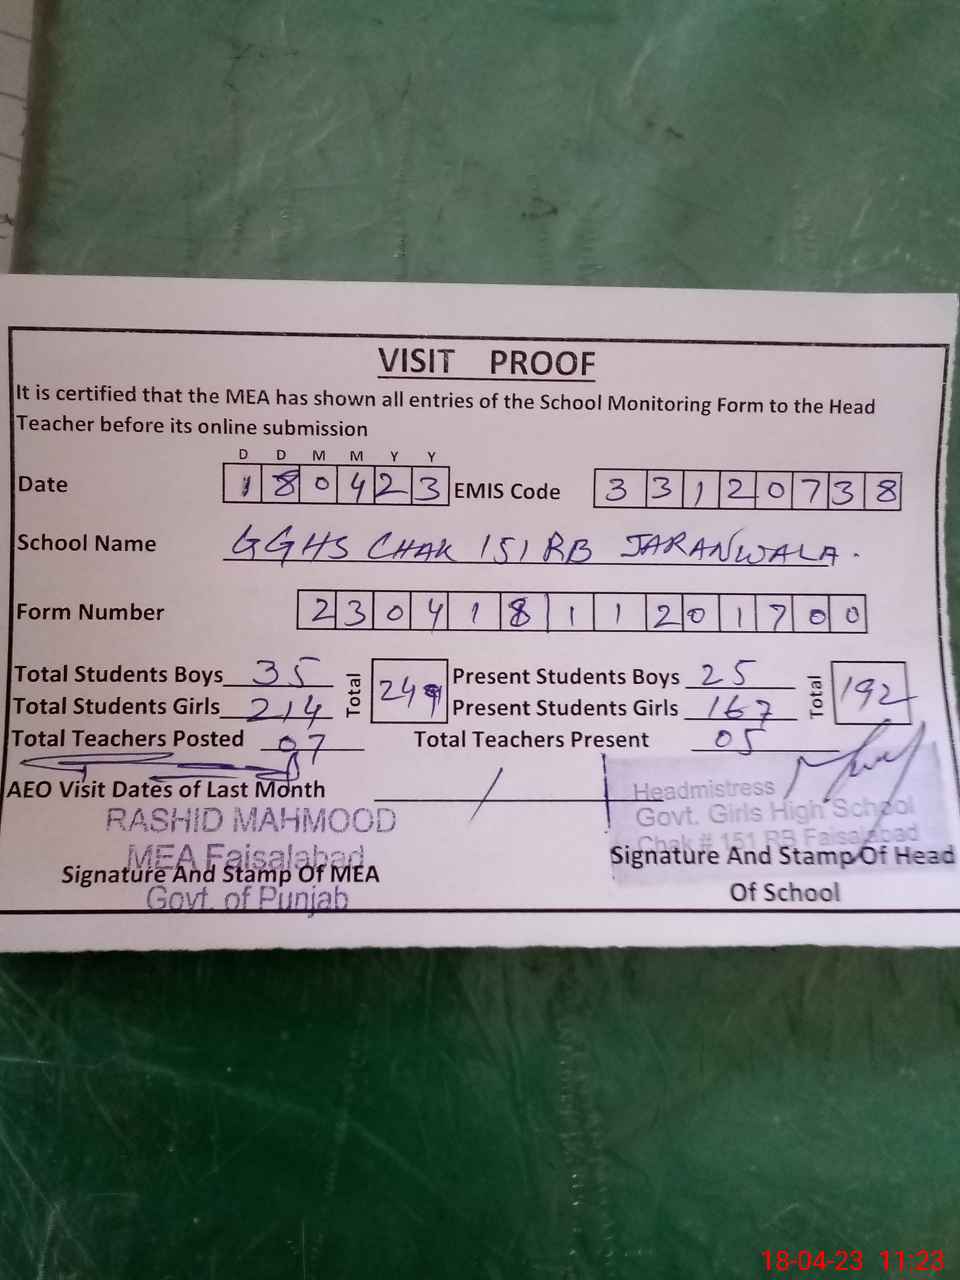 VISIT PROOF
It is certified that the MEA has shown all entries of the School Monitoring Form to the Head
Teacher before its online submission
D D M M Y Y
Date 1 8 0 4 2 3 EMIS Code 3 3 1 2 0 7 3 8
School Name GGHS CHAK 151 RB JARANWALA.
Form Number 2 3 0 4 1 8 1 1 2 0 1 7 0 0
Total Students Boys 35 Total 249 Present Students Boys 25 Total 192
Total Students Girls 214 Present Students Girls 167
Total Teachers Posted 07 Total Teachers Present 05
AEO Visit Dates of Last Month /
RASHID MAHMOOD
MEA Faisalabad
Signature And Stamp Of MEA
Govt. of Punjab
Headmistress
Govt. Girls High School
Chak # 151 RB Faisalabad
Signature And Stamp Of Head
Of School
18-04-23 11:23